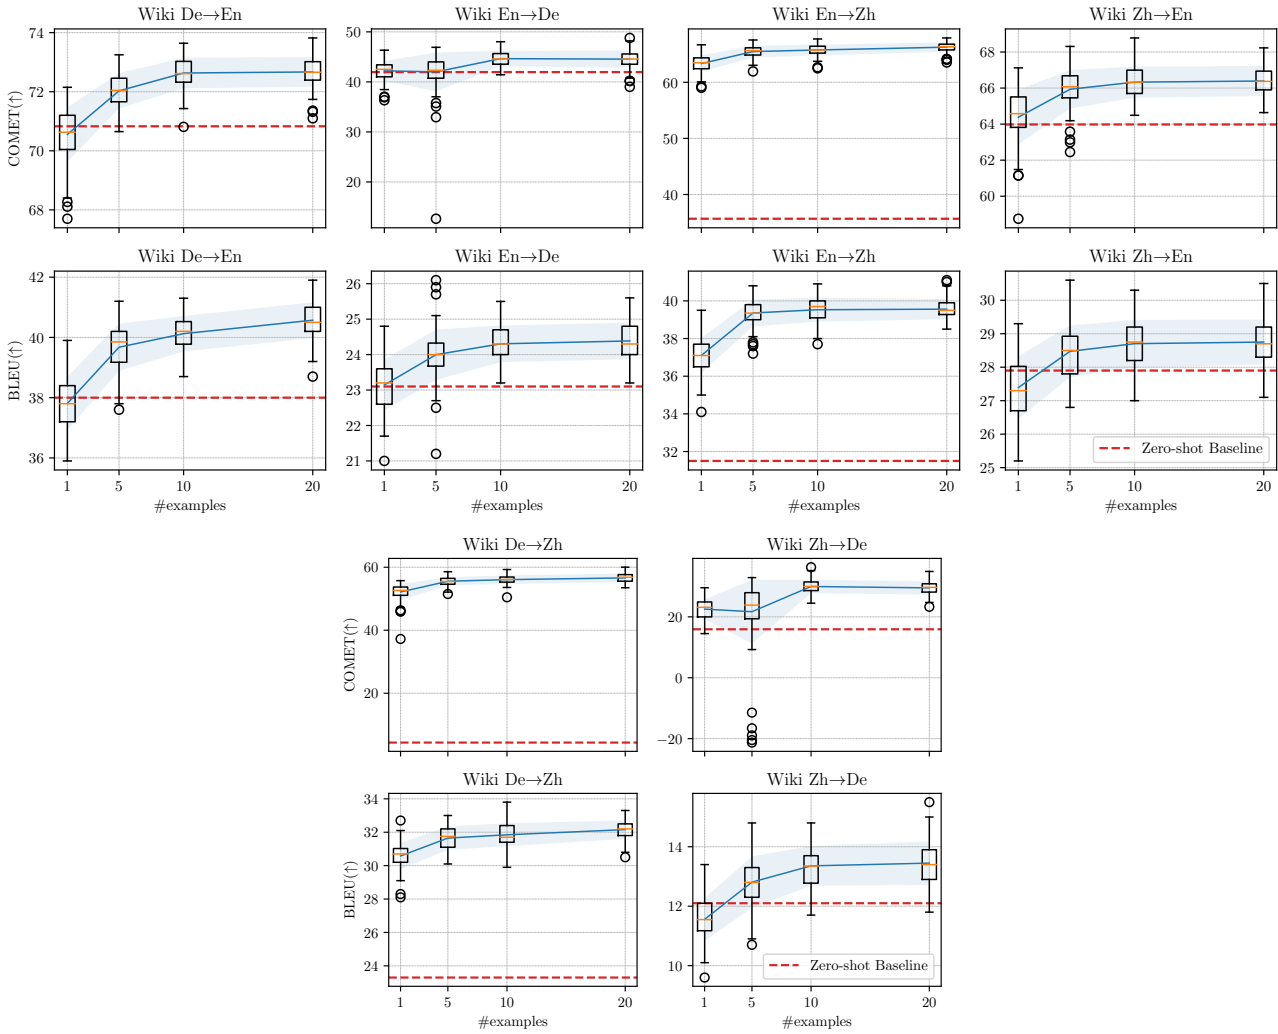 Wiki De→En
Wiki En→De
Wiki En→Zh
Wiki Zh→En
COMET(↑)
74
72
70
68
50
40
30
20
60
50
40
68
66
64
62
60
Wiki De→En
Wiki En→De
Wiki En→Zh
Wiki Zh→En
BLEU(↑)
42
40
38
36
26
25
24
23
22
21
40
38
36
34
32
30
29
28
27
26
25
Zero-shot Baseline
1 5 10 20
1 5 10 20
1 5 10 20
1 5 10 20
#examples
#examples
#examples
#examples
Wiki De→Zh
Wiki Zh→De
COMET(↑)
60
40
20
20
0
−20
Wiki De→Zh
Wiki Zh→De
BLEU(↑)
34
32
30
28
26
24
14
12
10
Zero-shot Baseline
1 5 10 20
1 5 10 20
#examples
#examples